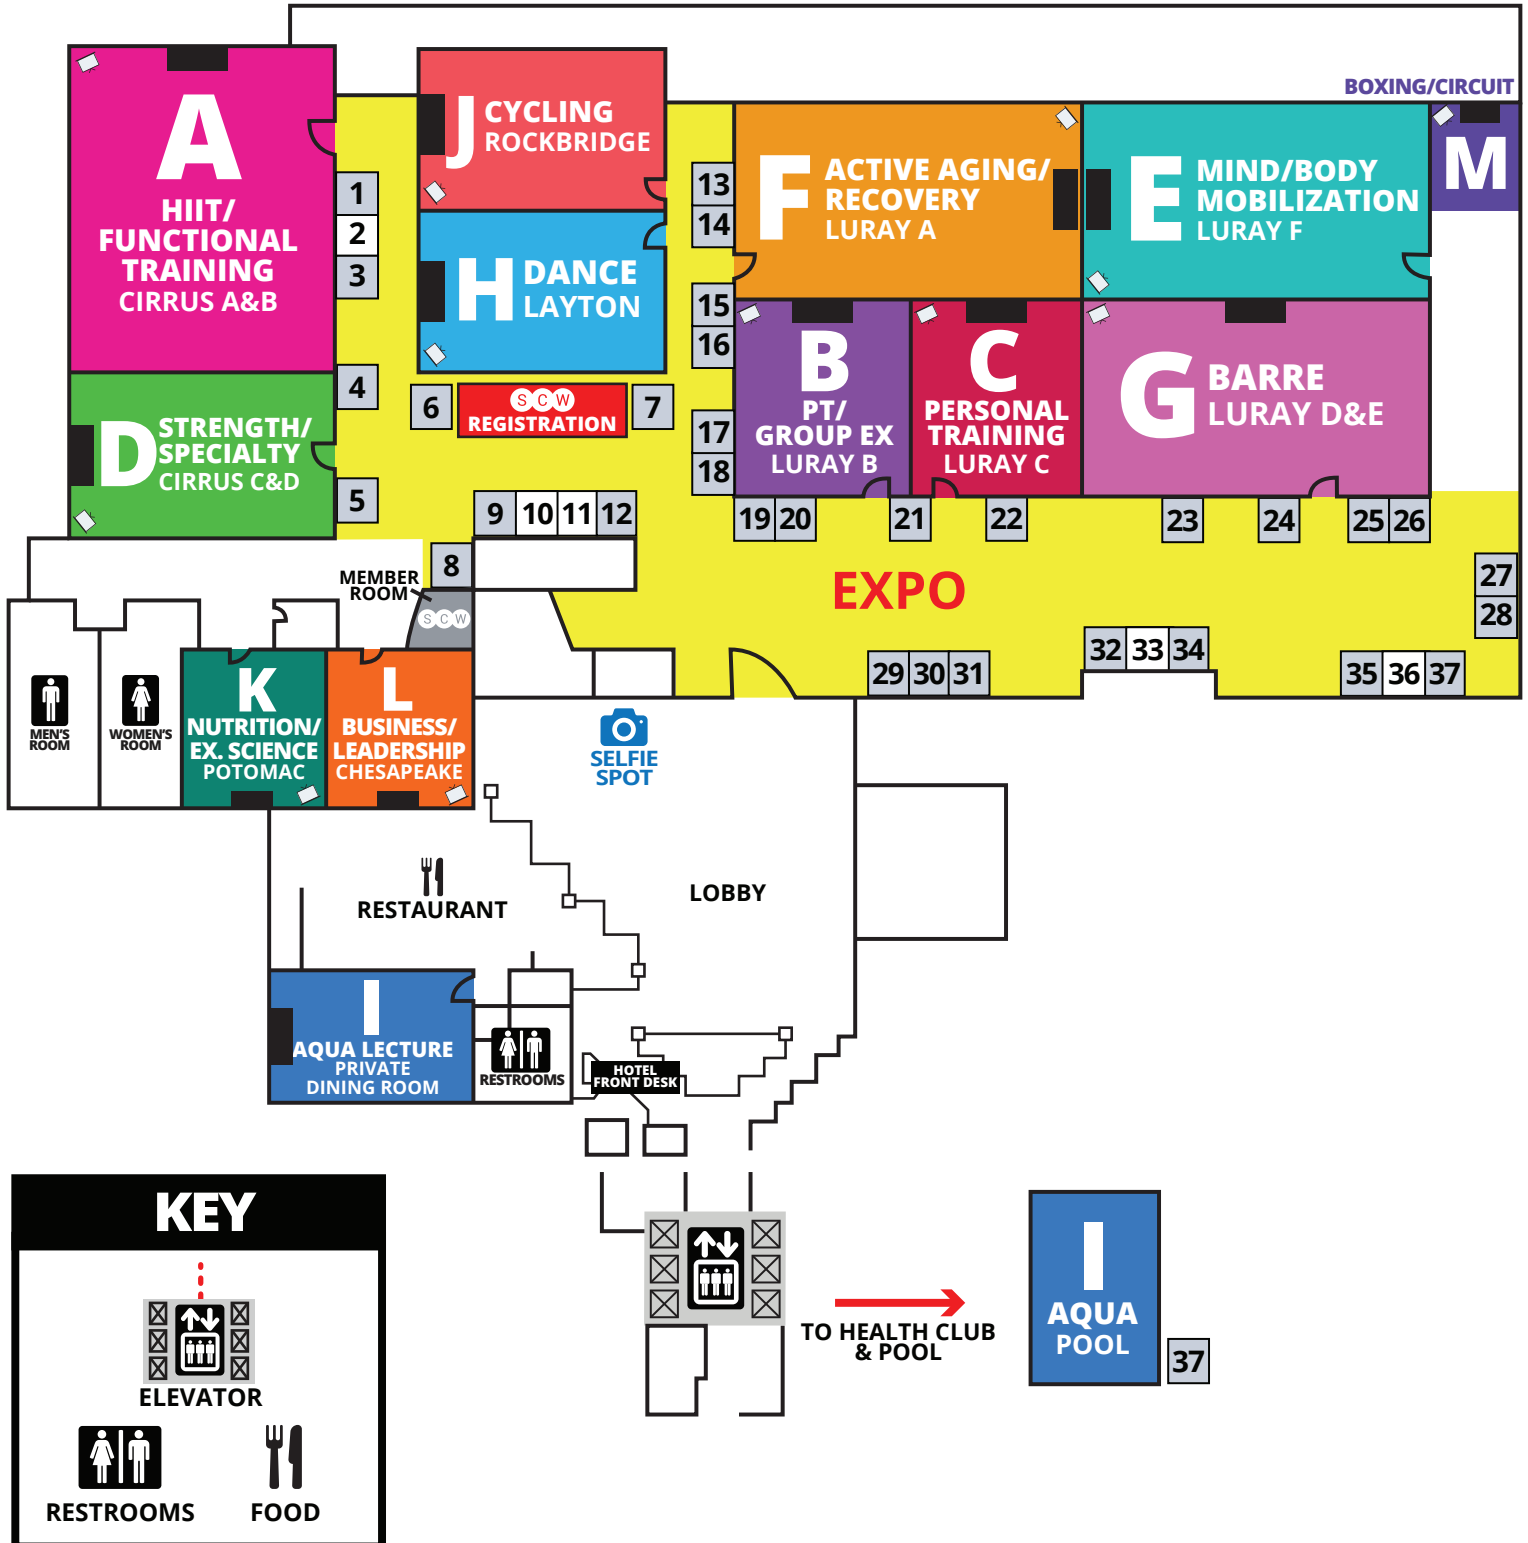 BOXING/CIRCUIT
A
HIIT/
FUNCTIONAL
TRAINING
CIRRUS A&B
J
CYCLING
ROCKBRIDGE
H
DANCE
LAYTON
F
ACTIVE AGING/
RECOVERY
LURAY A
E
MIND/BODY
MOBILIZATION
LURAY F
M
1
2
3
4
5
D
STRENGTH/
SPECIALTY
CIRRUS C&D
6
SCW
REGISTRATION
7
13
14
15
16
17
18
B
PT/
GROUP EX
LURAY B
C
PERSONAL
TRAINING
LURAY C
G
BARRE
LURAY D&E
8
9
10
11
12
19
20
21
22
23
24
25
26
27
28
EXPO
29
30
31
32
33
34
35
36
37
MEMBER
ROOM
SCW
MEN'S
ROOM
WOMEN'S
ROOM
K
NUTRITION/
EX. SCIENCE
POTOMAC
L
BUSINESS/
LEADERSHIP
CHESAPEAKE
SELFIE
SPOT
RESTAURANT
LOBBY
I
AQUA LECTURE
PRIVATE
DINING ROOM
RESTROOMS
HOTEL
FRONT DESK
TO HEALTH CLUB
& POOL
I
AQUA
POOL
37
KEY
ELEVATOR
RESTROOMS
FOOD